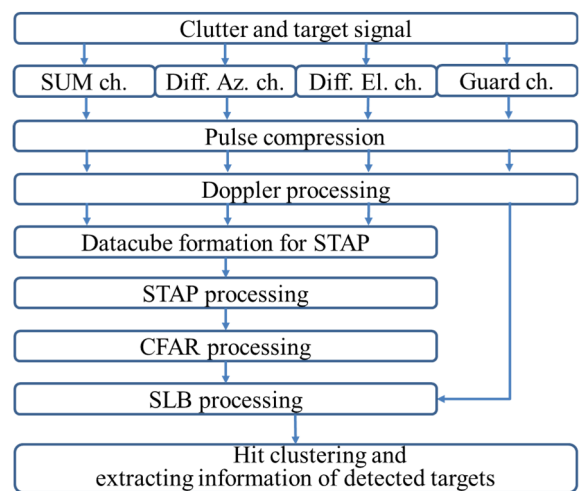 Clutter and target signal
SUM ch.
Diff. Az. ch.
Diff. El. ch.
Guard ch.
Pulse compression
Doppler processing
Datacube formation for STAP
STAP processing
CFAR processing
SLB processing
Hit clustering and
extracting information of detected targets